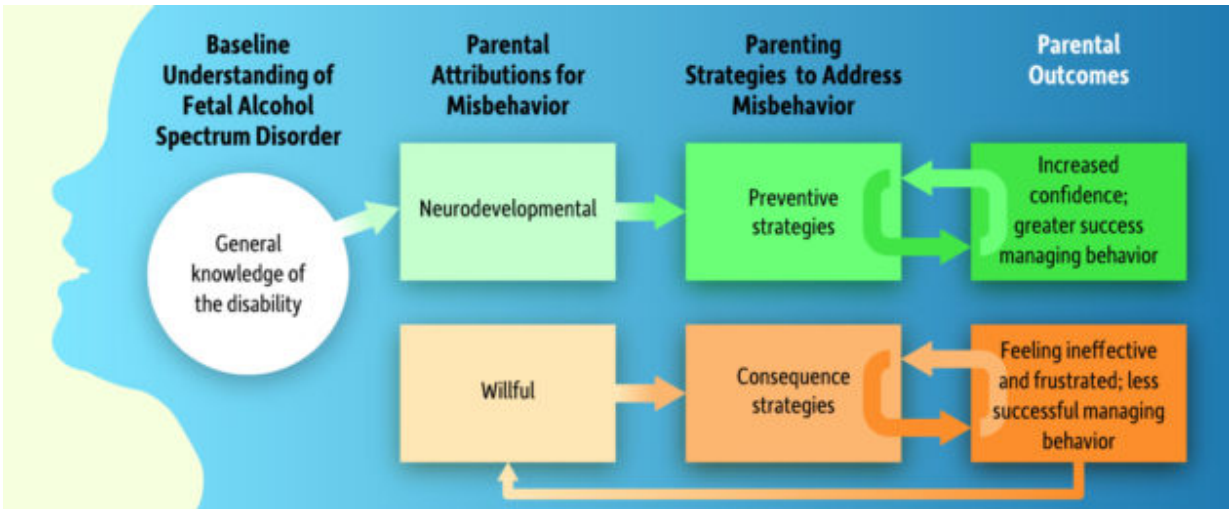 Baseline
Understanding of
Fetal Alcohol
Spectrum Disorder
Parental
Attributions for
Misbehavior
Parenting
Strategies to Address
Misbehavior
Parental
Outcomes
General
knowledge of
the disability
Neurodevelopmental
Preventive
strategies
Increased
confidence;
greater success
managing behavior
Willful
Consequence
strategies
Feeling ineffective
and frustrated; less
successful managing
behavior